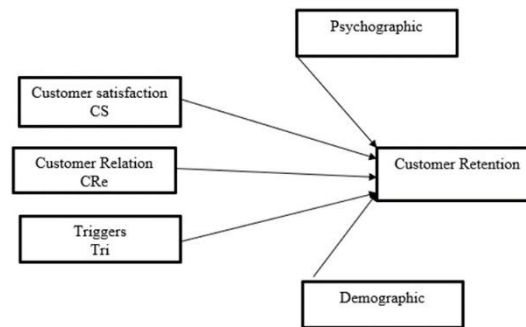 Psychographic
Customer satisfaction
CS
Customer Relation
CRe
Customer Retention
Triggers
Tri
Demographic